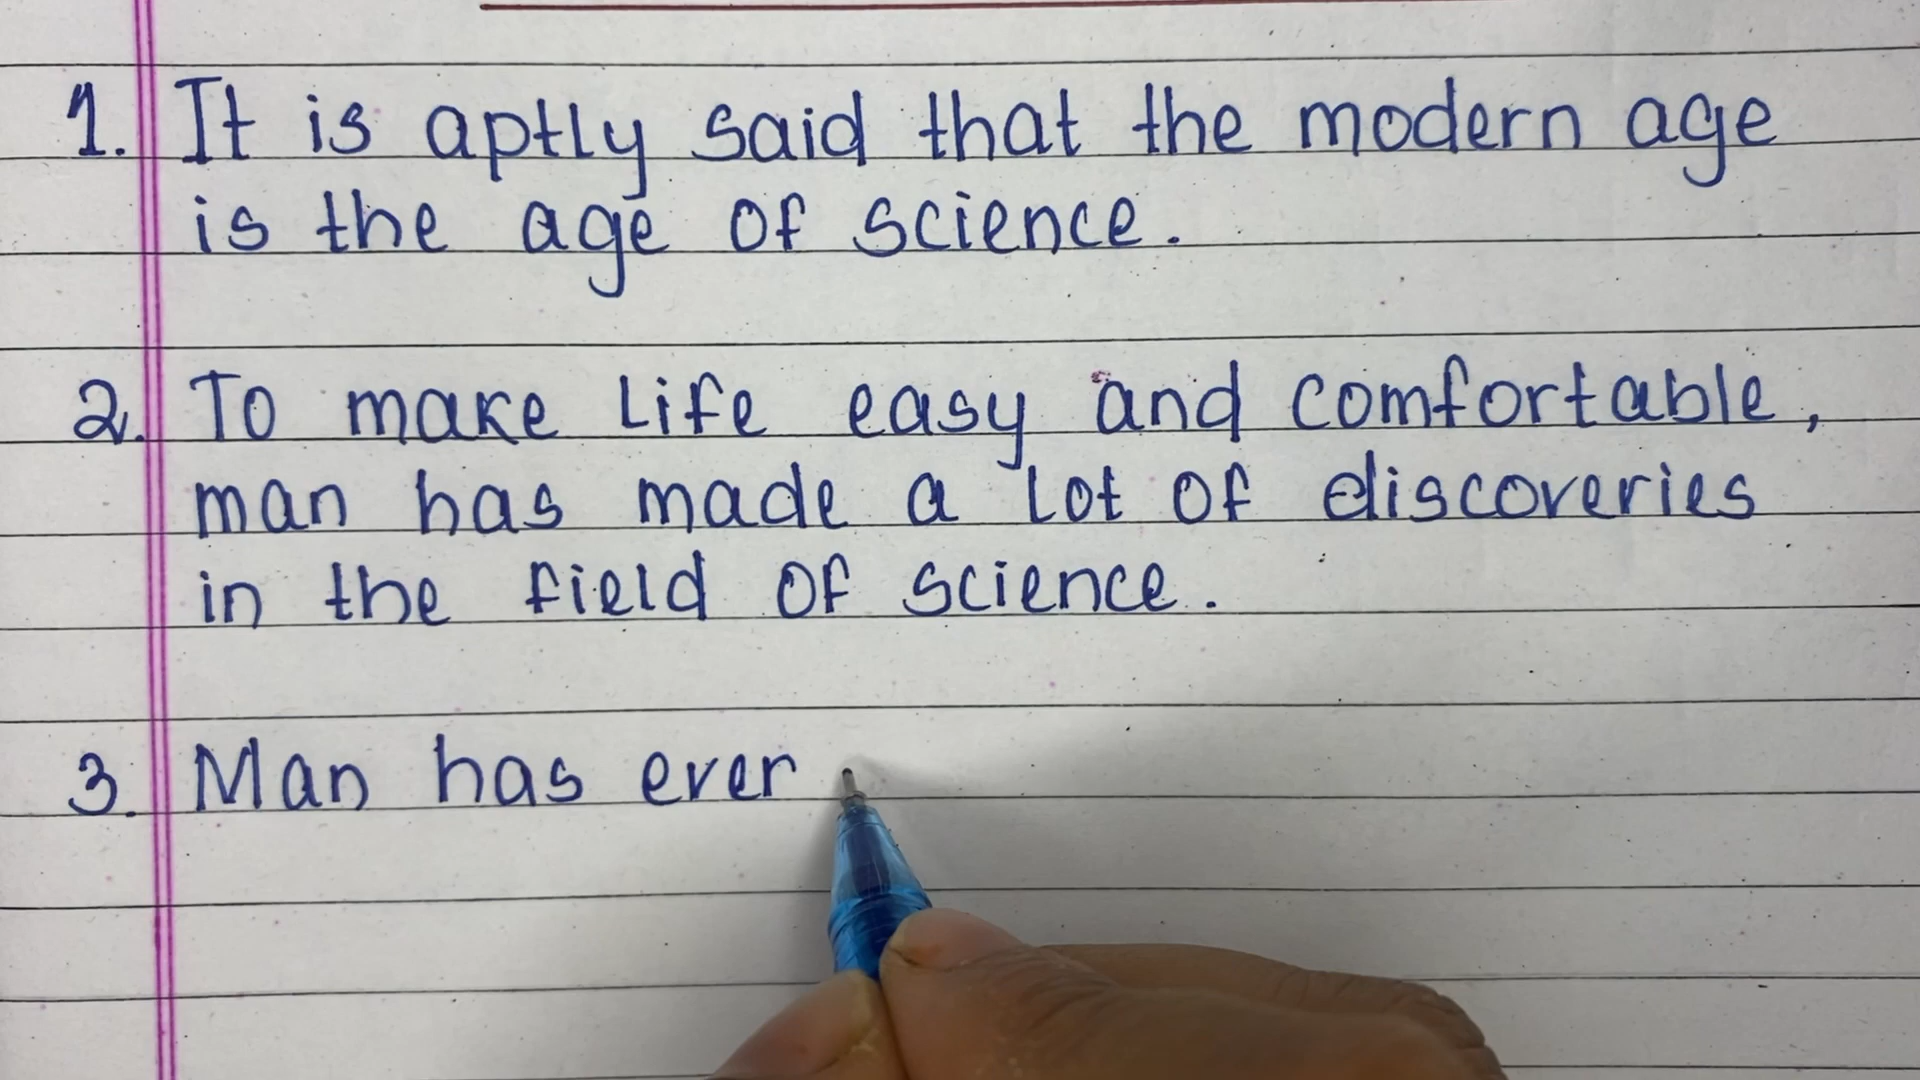 1. It is aptly said that the modern age
is the age of science.
2. To make life easy and comfortable,
man has made a lot of discoveries
in the field of science.
3. Man has ever